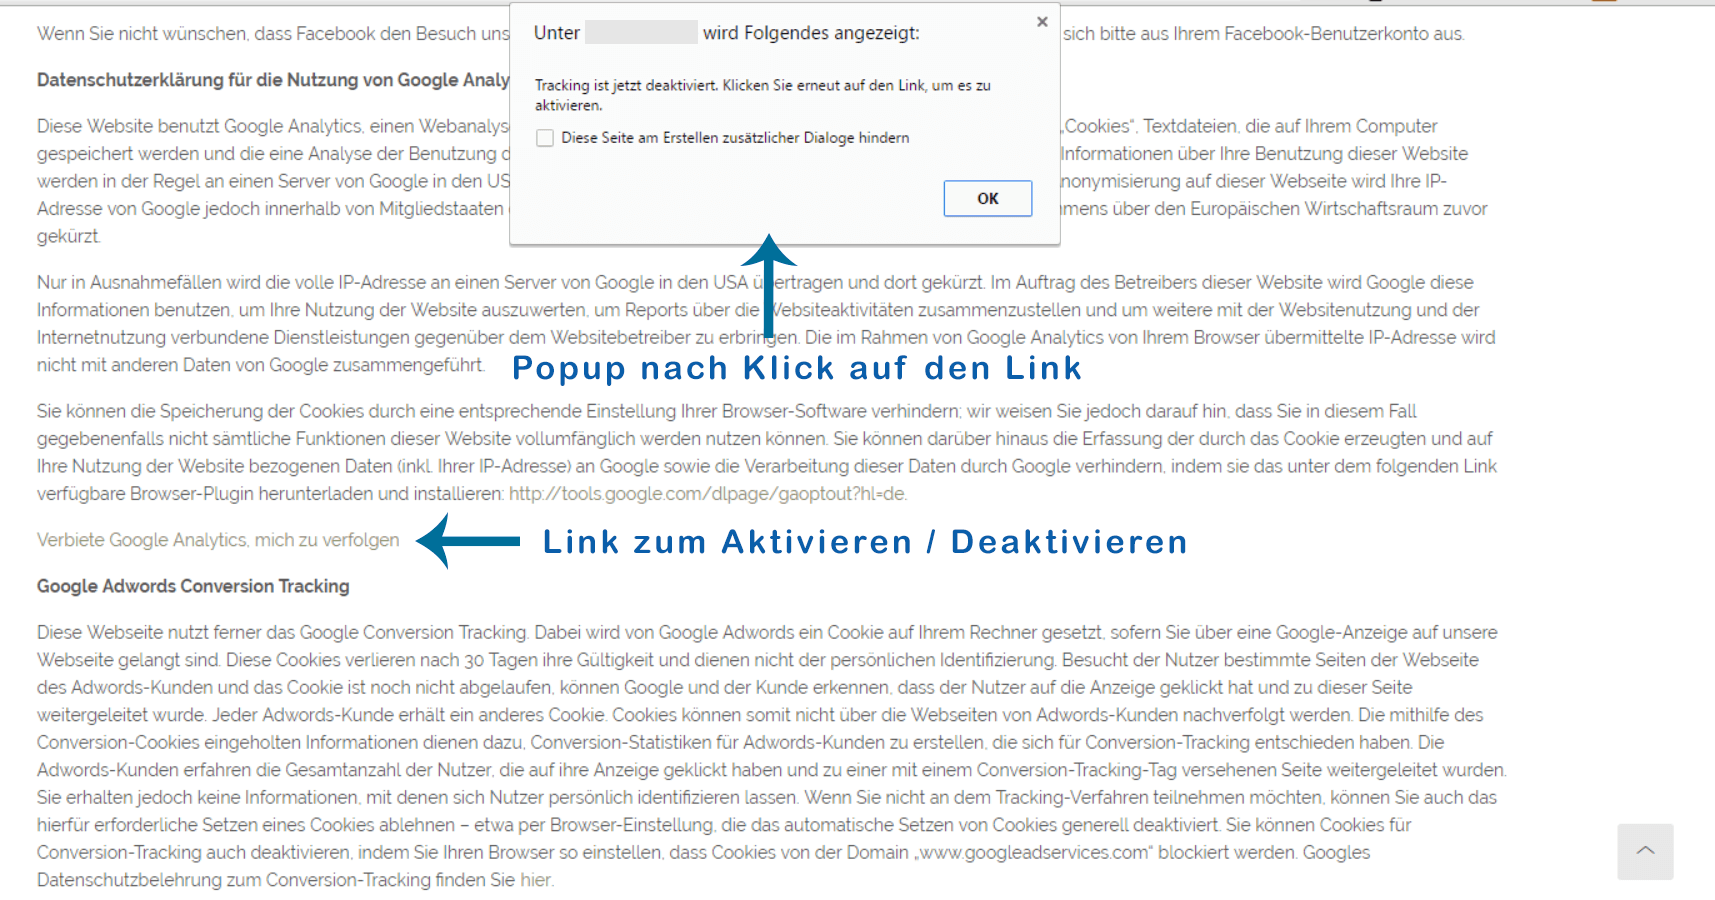 Wenn Sie nicht wünschen, dass Facebook den Besuch uns
sich bitte aus Ihrem Facebook-Benutzerkonto aus.
Unter wird Folgendes angezeigt:
Tracking ist jetzt deaktiviert. Klicken Sie erneut auf den Link, um es zu
aktivieren.
Diese Seite am Erstellen zusätzlicher Dialoge hindern
OK
Datenschutzerklärung für die Nutzung von Google Analy
Diese Website benutzt Google Analytics, einen Webanalys
„Cookies“, Textdateien, die auf Ihrem Computer
gespeichert werden und die eine Analyse der Benutzung d
Informationen über Ihre Benutzung dieser Website
werden in der Regel an einen Server von Google in den US
nonymisierung auf dieser Webseite wird Ihre IP-
Adresse von Google jedoch innerhalb von Mitgliedstaaten
mens über den Europäischen Wirtschaftsraum zuvor
gekürzt.
Nur in Ausnahmefällen wird die volle IP-Adresse an einen Server von Google in den USA übertragen und dort gekürzt. Im Auftrag des Betreibers dieser Website wird Google diese
Informationen benutzen, um Ihre Nutzung der Website auszuwerten, um Reports über die Websiteaktivitäten zusammenzustellen und um weitere mit der Websitenutzung und der
Internetnutzung verbundene Dienstleistungen gegenüber dem Websitebetreiber zu erbringen. Die im Rahmen von Google Analytics von Ihrem Browser übermittelte IP-Adresse wird
nicht mit anderen Daten von Google zusammengeführt.
Popup nach Klick auf den Link
Sie können die Speicherung der Cookies durch eine entsprechende Einstellung Ihrer Browser-Software verhindern; wir weisen Sie jedoch darauf hin, dass Sie in diesem Fall
gegebenenfalls nicht sämtliche Funktionen dieser Website vollumfänglich werden nutzen können. Sie können darüber hinaus die Erfassung der durch das Cookie erzeugten und auf
Ihre Nutzung der Website bezogenen Daten (inkl. Ihrer IP-Adresse) an Google sowie die Verarbeitung dieser Daten durch Google verhindern, indem sie das unter dem folgenden Link
verfügbare Browser-Plugin herunterladen und installieren: http://tools.google.com/dlpage/gaoptout?hl=de.
Verbiete Google Analytics, mich zu verfolgen
Link zum Aktivieren / Deaktivieren
Google Adwords Conversion Tracking
Diese Webseite nutzt ferner das Google Conversion Tracking. Dabei wird von Google Adwords ein Cookie auf Ihrem Rechner gesetzt, sofern Sie über eine Google-Anzeige auf unsere
Webseite gelangt sind. Diese Cookies verlieren nach 30 Tagen ihre Gültigkeit und dienen nicht der persönlichen Identifizierung. Besucht der Nutzer bestimmte Seiten der Webseite
des Adwords-Kunden und das Cookie ist noch nicht abgelaufen, können Google und der Kunde erkennen, dass der Nutzer auf die Anzeige geklickt hat und zu dieser Seite
weitergeleitet wurde. Jeder Adwords-Kunde erhält ein anderes Cookie. Cookies können somit nicht über die Webseiten von Adwords-Kunden nachverfolgt werden. Die mithilfe des
Conversion-Cookies eingeholten Informationen dienen dazu, Conversion-Statistiken für Adwords-Kunden zu erstellen, die sich für Conversion-Tracking entschieden haben. Die
Adwords-Kunden erfahren die Gesamtanzahl der Nutzer, die auf ihre Anzeige geklickt haben und zu einer mit einem Conversion-Tracking-Tag versehenen Seite weitergeleitet wurden.
Sie erhalten jedoch keine Informationen, mit denen sich Nutzer persönlich identifizieren lassen. Wenn Sie nicht an dem Tracking-Verfahren teilnehmen möchten, können Sie auch das
hierfür erforderliche Setzen eines Cookies ablehnen – etwa per Browser-Einstellung, die das automatische Setzen von Cookies generell deaktiviert. Sie können Cookies für
Conversion-Tracking auch deaktivieren, indem Sie Ihren Browser so einstellen, dass Cookies von der Domain „www.googleadservices.com“ blockiert werden. Googles
Datenschutzbelehrung zum Conversion-Tracking finden Sie hier.